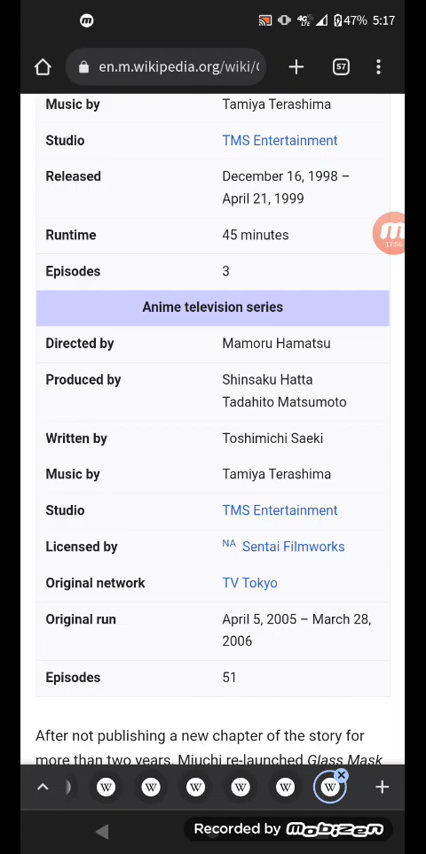 47% 5:17
en.m.wikipedia.org/wiki/
57
Music by Tamiya Terashima
Studio TMS Entertainment
Released December 16, 1998 –
April 21, 1999
Runtime 45 minutes
Episodes 3
17:04
Anime television series
Directed by Mamoru Hamatsu
Produced by Shinsaku Hatta
Tadahito Matsumoto
Written by Toshimichi Saeki
Music by Tamiya Terashima
Studio TMS Entertainment
Licensed by NA Sentai Filmworks
Original network TV Tokyo
Original run April 5, 2005 – March 28,
2006
Episodes 51
After not publishing a new chapter of the story for
more than two years, Miuchi re-launched Glass Mask
W W W W W W
Recorded by mobizen